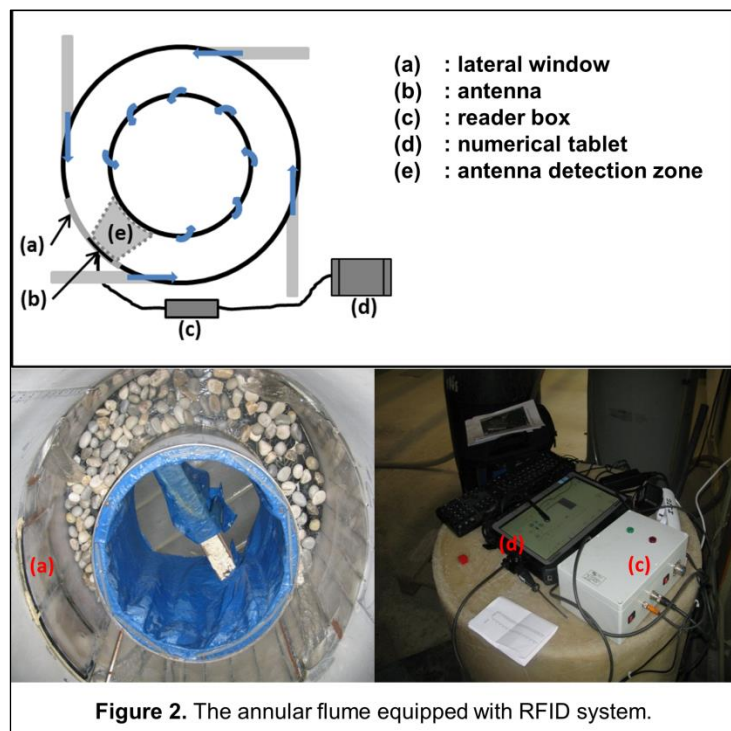 (a) : lateral window
(b) : antenna
(c) : reader box
(d) : numerical tablet
(e) : antenna detection zone
(e)
(a)
(b)
(c)
(d)
(a)
(d)
(c)
Figure 2. The annular flume equipped with RFID system.